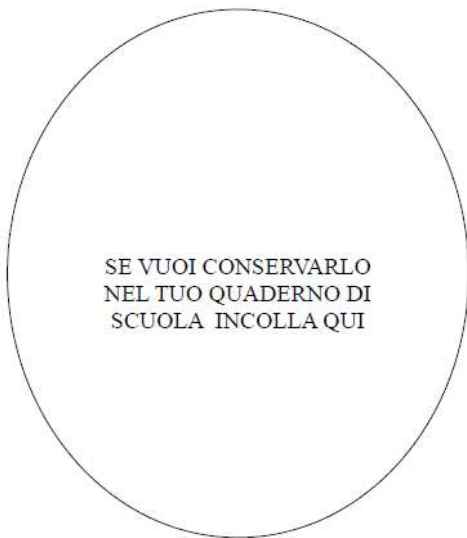 SE VUOI CONSERVARLO
NEL TUO QUADERNO DI
SCUOLA INCOLLA QUI